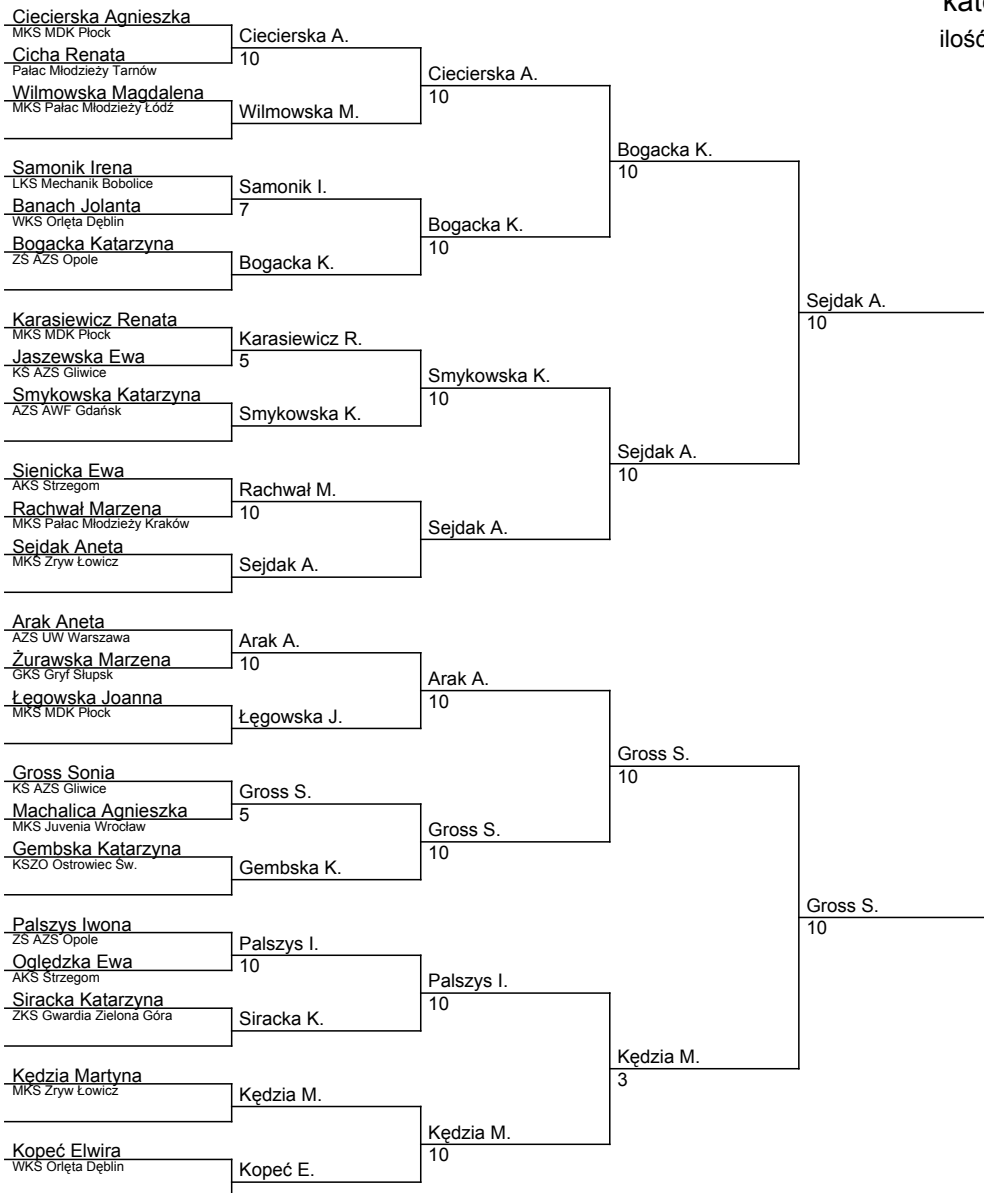 kat
ilość
Ciecierska Agnieszka
MKS MDK Płock
Cicha Renata
Pałac Młodzieży Tarnów
Wilmowska Magdalena
MKS Pałac Młodzieży Łódź
Samonik Irena
LKS Mechanik Bobolice
Banach Jolanta
WKS Orlęta Dęblin
Bogacka Katarzyna
ZS AZS Opole
Karasiewicz Renata
MKS MDK Płock
Jaszewska Ewa
KS AZS Gliwice
Smykowska Katarzyna
AZS AWF Gdańsk
Sienicka Ewa
AKS Strzegom
Rachwał Marzena
MKS Pałac Młodzieży Kraków
Sejdak Aneta
MKS Zryw Łowicz
Arak Aneta
AZS UW Warszawa
Żurawska Marzena
GKS Gryf Słupsk
Łęgowska Joanna
MKS MDK Płock
Gross Sonia
KS AZS Gliwice
Machalica Agnieszka
MKS Juvenia Wrocław
Gembska Katarzyna
KSZO Ostrowiec Św.
Palszys Iwona
ZS AZS Opole
Oględzka Ewa
AKS Strzegom
Siracka Katarzyna
ZKS Gwardia Zielona Góra
Kędzia Martyna
MKS Zryw Łowicz
Kopeć Elwira
WKS Orlęta Dęblin
Ciecierska A.
10
Wilmowska M.
Samonik I.
7
Bogacka K.
Karasiewicz R.
5
Smykowska K.
Rachwał M.
10
Sejdak A.
Arak A.
10
Łęgowska J.
Gross S.
5
Gembska K.
Palszys I.
10
Siracka K.
Kędzia M.
Kopeć E.
Ciecierska A.
10
Bogacka K.
10
Smykowska K.
10
Sejdak A.
Arak A.
10
Gross S.
10
Palszys I.
10
Kędzia M.
10
Bogacka K.
10
Sejdak A.
10
Gross S.
10
Kędzia M.
3
Sejdak A.
10
Gross S.
10